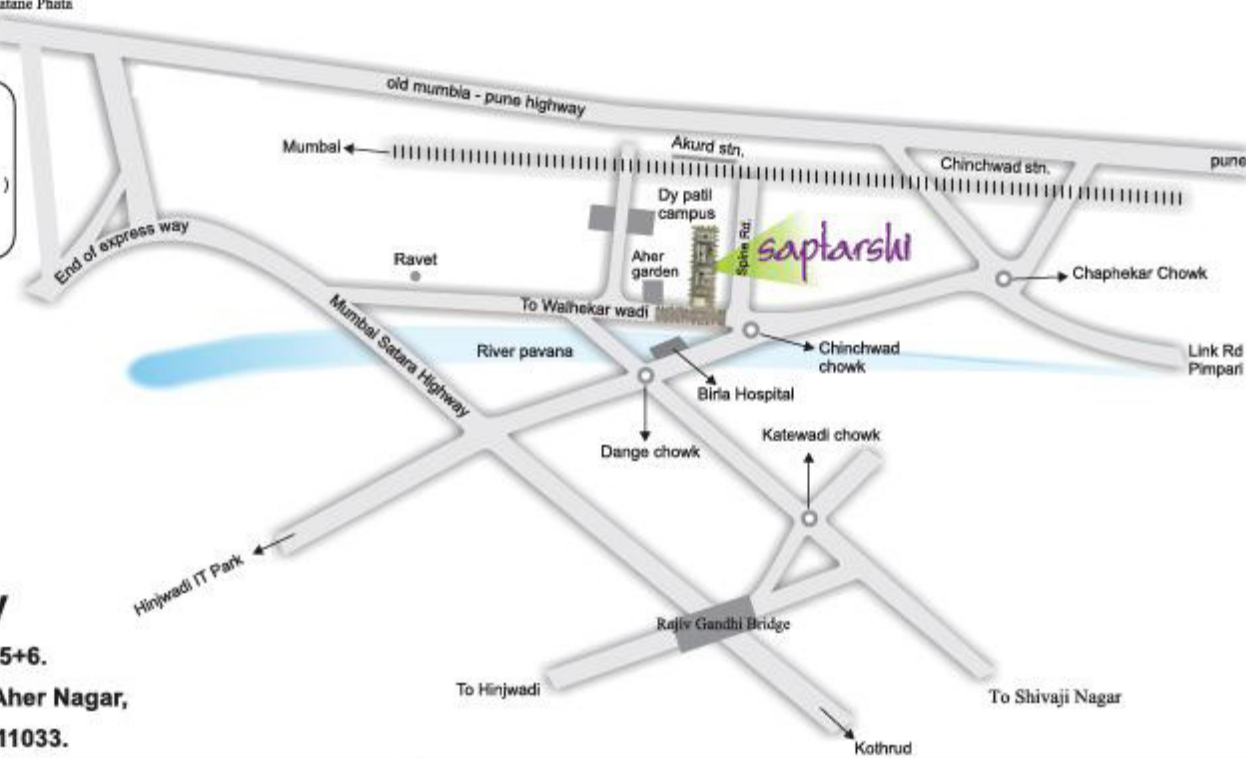 Phata
old mumbia - pune highway
Mumbai
Akurd stn.
Chinchwad stn.
pune
)
Dy patil
campus
Spine Rd.
saptarshi
End of express way
Ravet
Aher
garden
Chaphekar Chowk
To Walhekar wadi
Mumbai Satara Highway
River pavana
Chinchwad
chowk
Link Rd
Pimpari
Birla Hospital
Dange chowk
Katewadi chowk
Hinjwadi IT Park
Rajiv Gandhi Bridge
y
5+6.
Aher Nagar,
11033.
To Hinjwadi
To Shivaji Nagar
Kothrud